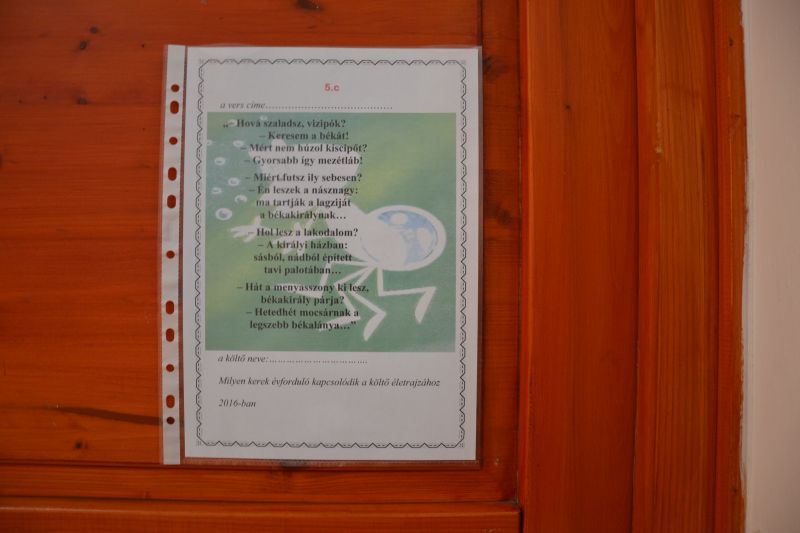 5.c
a vers címe……………………………………
„– Hová szaladsz, vizipók?
– Keresem a békát!
– Mért nem húzol kiscipőt?
– Gyorsabb így mezétláb!
– Miért futsz ily sebesen?
– Én leszek a násznagy:
ma tartják a lagziját
a békakirálynak…
– Hol lesz a lakodalom?
– A királyi házban:
sásból, nádból épített
tavi palotában…
– Hát a menyasszony ki lesz,
békakirály párja?
– Hetedhét mocsárnak a
legszebb békalánya…”
a költő neve:…………………………….
Milyen kerek évforduló kapcsolódik a költő életrajzához
2016-ban